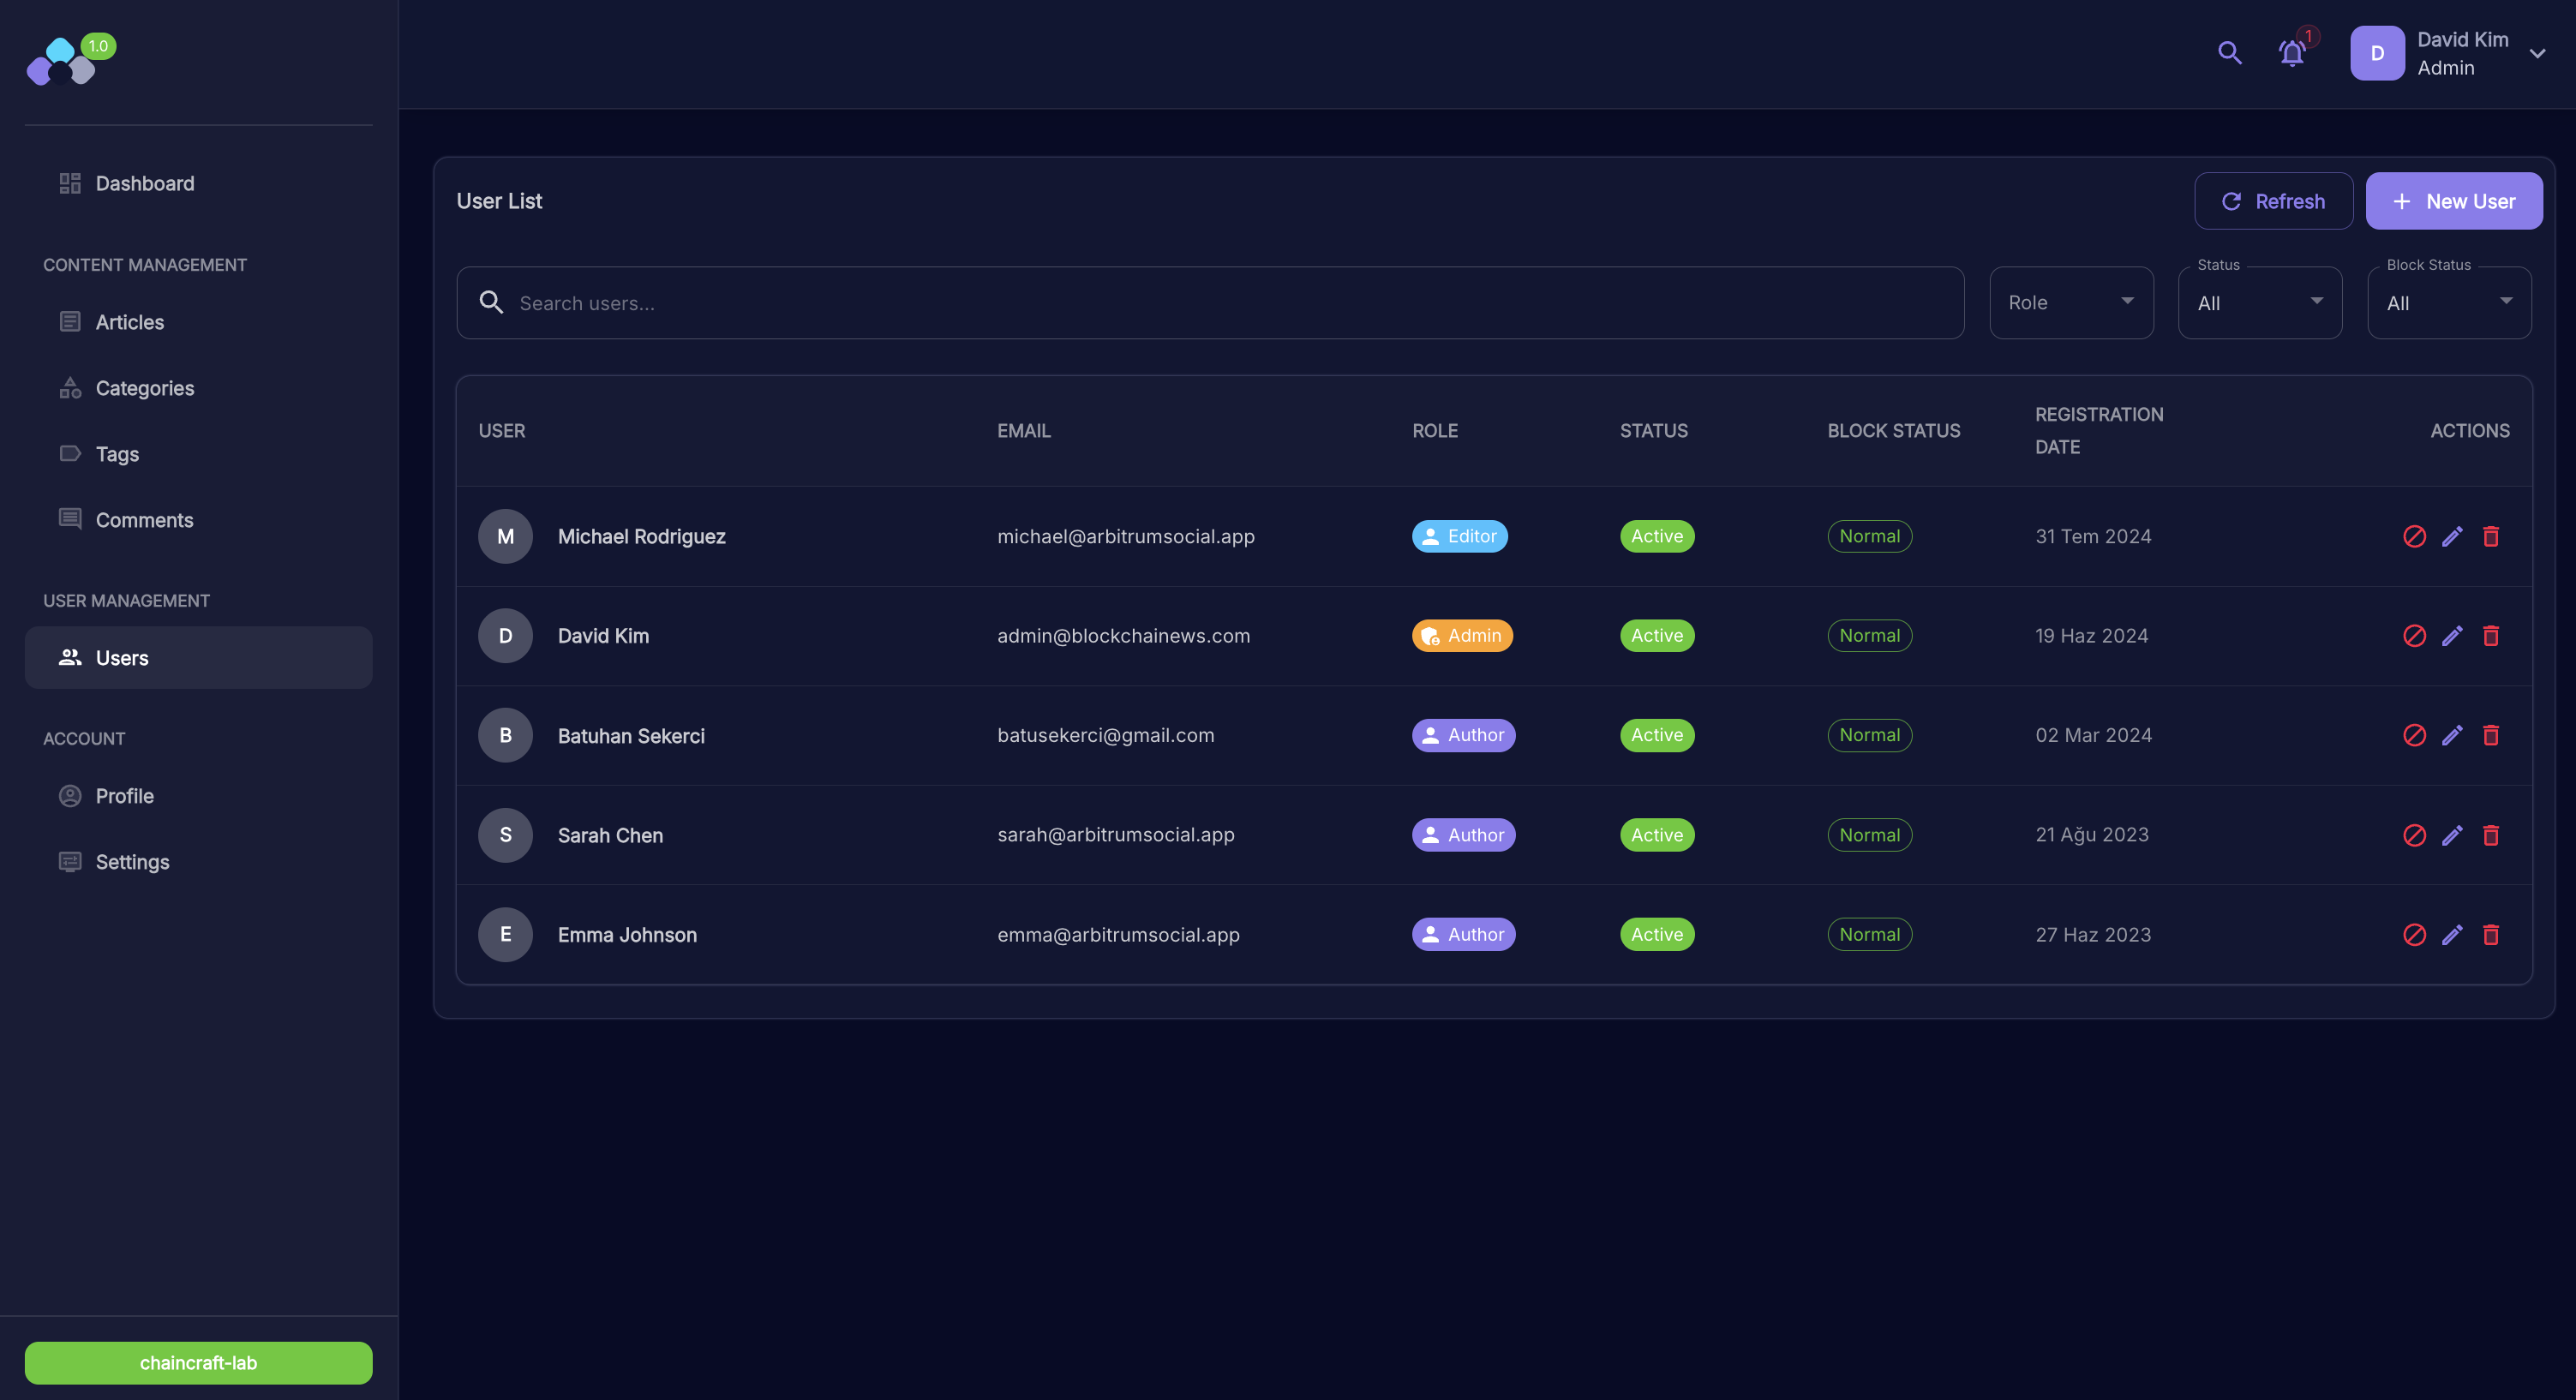 1.0
Dashboard
CONTENT MANAGEMENT
Articles
Categories
Tags
Comments
USER MANAGEMENT
Users
ACCOUNT
Profile
Settings
chaincraft-lab
1
D
David Kim
Admin
User List
Refresh
New User
Search users...
Role
Status
All
Block Status
All
USER EMAIL ROLE STATUS BLOCK STATUS REGISTRATION DATE ACTIONS
M Michael Rodriguez michael@arbitrumsocial.app Editor Active Normal 31 Tem 2024
D David Kim admin@blockchainews.com Admin Active Normal 19 Haz 2024
B Batuhan Sekerci batusekerci@gmail.com Author Active Normal 02 Mar 2024
S Sarah Chen sarah@arbitrumsocial.app Author Active Normal 21 Ağu 2023
E Emma Johnson emma@arbitrumsocial.app Author Active Normal 27 Haz 2023